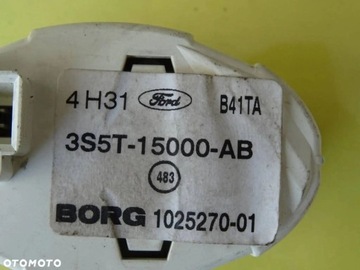 4 H31 Ford B41TA
3S5T-15000-AB
483
BORG 1025270-01
OTOMOTO